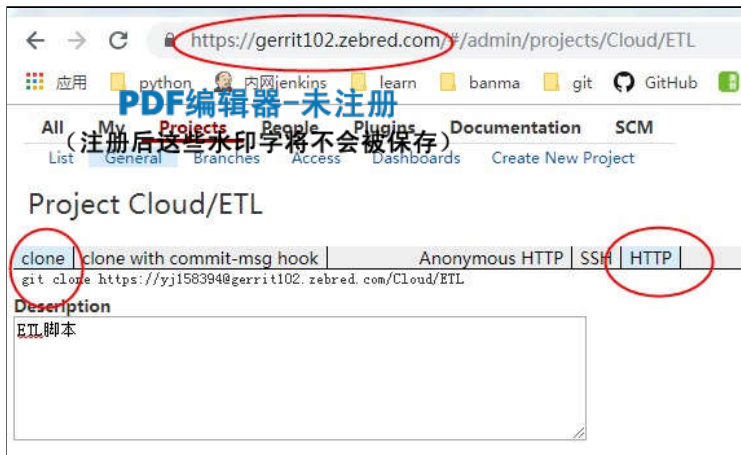 https://gerrit102.zebred.com/#/admin/projects/Cloud/ETL
应用 python 内网jenkins learn banma git GitHub
PDF编辑器-未注册
All My Projects People Plugins Documentation SCM
(注册后这些水印字将不会被保存)
List General Branches Access Dashboards Create New Project
Project Cloud/ETL
clone clone with commit-msg hook Anonymous HTTP SSH HTTP
git clone https://yj158394@gerrit102.zebred.com/Cloud/ETL
Description
ETL脚本